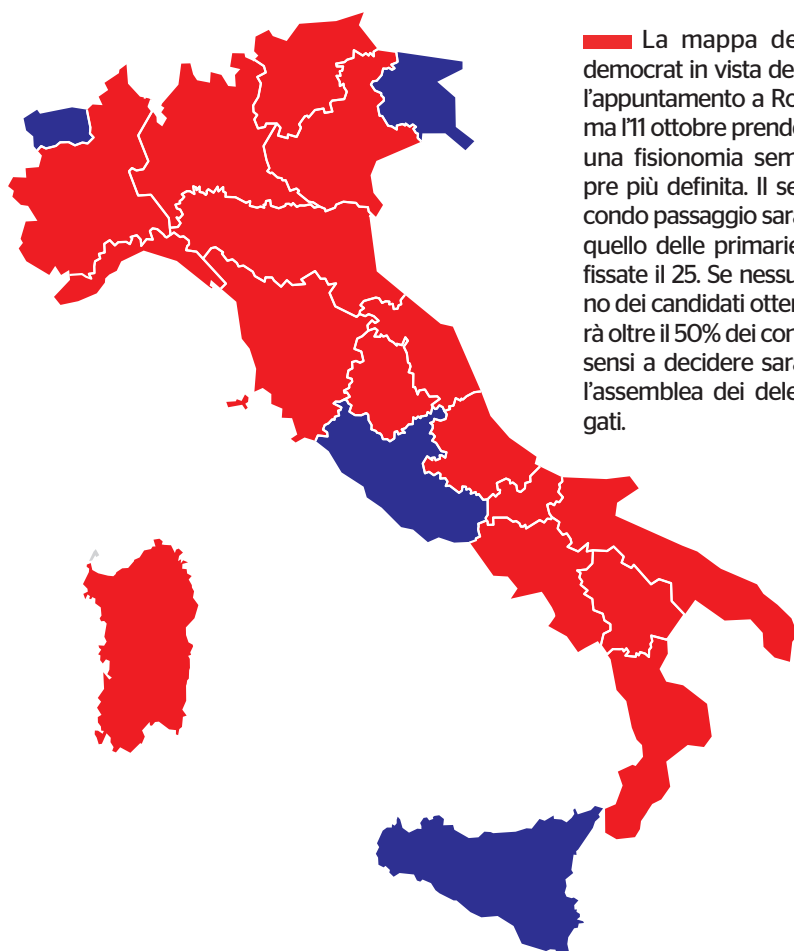 La mappa de
democrat in vista de
l'appuntamento a Ro
ma l'11 ottobre prende
una fisionomia sem
pre più definita. Il se
condo passaggio sarà
quello delle primarie
fissate il 25. Se nessu
no dei candidati otter
rà oltre il 50% dei con
sensi a decidere sarà
l'assemblea dei dele
gati.